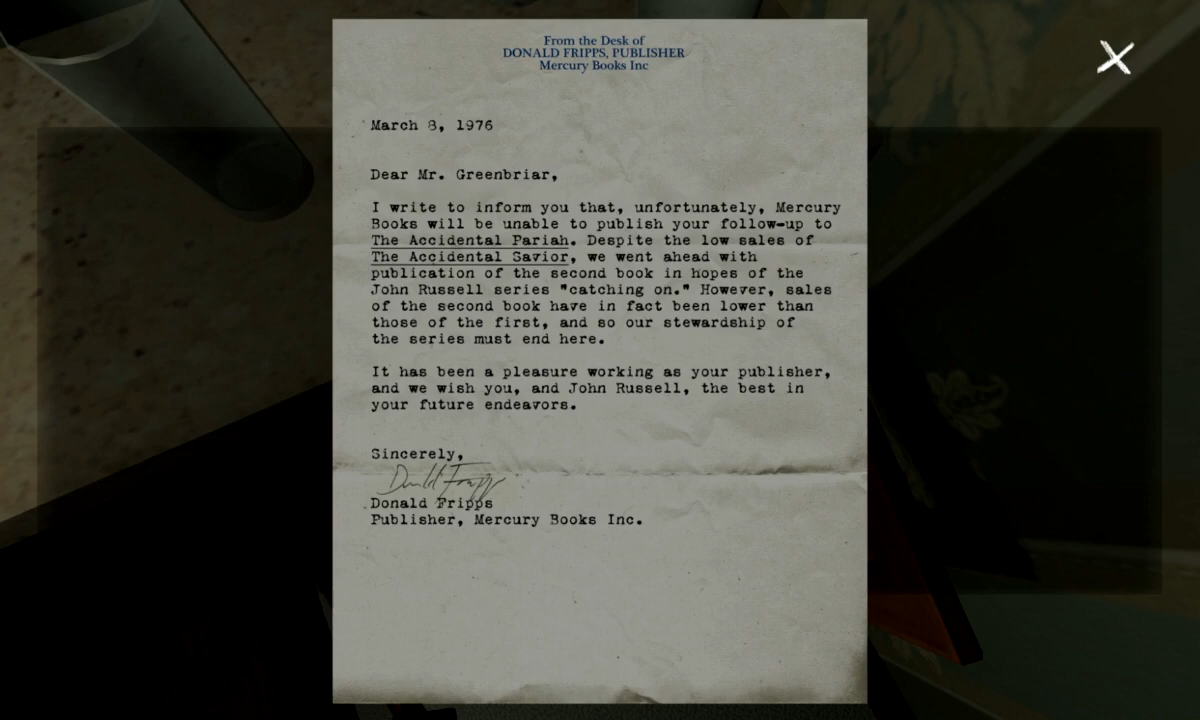 From the Desk of
DONALD FRIPPS, PUBLISHER
Mercury Books Inc
March 8, 1976
Dear Mr. Greenbriar,
I write to inform you that, unfortunately, Mercury
Books will be unable to publish your follow-up to
The Accidental Pariah. Despite the low sales of
The Accidental Savior, we went ahead with
publication of the second book in hopes of the
John Russell series "catching on." However, sales
of the second book have in fact been lower than
those of the first, and so our stewardship of
the series must end here.
It has been a pleasure working as your publisher,
and we wish you, and John Russell, the best in
your future endeavors.
Sincerely,
Donald Fripps
Donald Fripps
Publisher, Mercury Books Inc.